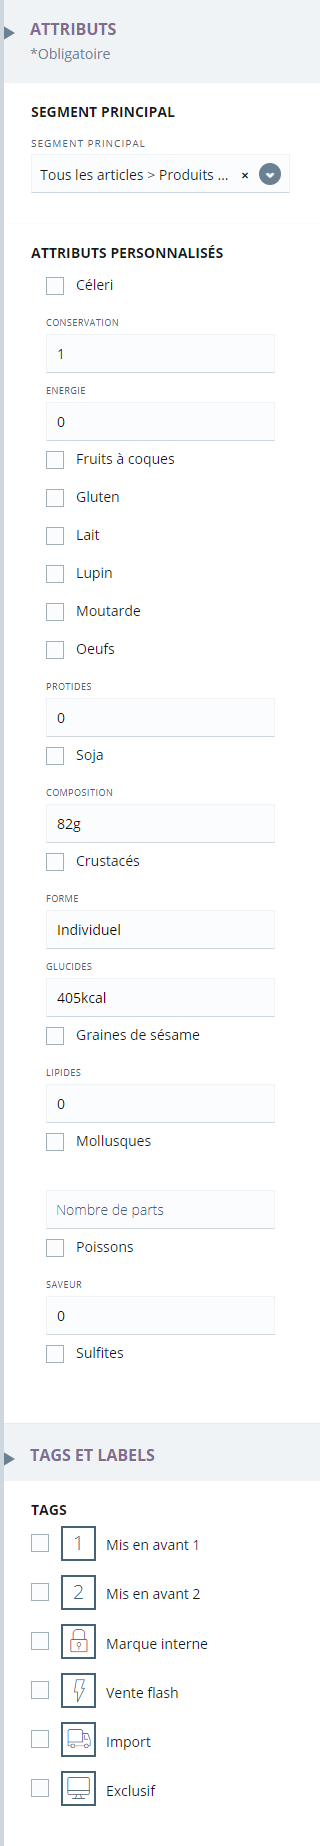 ATTRIBUTS
*Obligatoire
SEGMENT PRINCIPAL
SEGMENT PRINCIPAL
Tous les articles > Produits ... ×
ATTRIBUTS PERSONNALISÉS
Céleri
CONSERVATION
1
ENERGIE
0
Fruits à coques
Gluten
Lait
Lupin
Moutarde
Oeufs
PROTIDES
0
Soja
COMPOSITION
82g
Crustacés
FORME
Individuel
GLUCIDES
405kcal
Graines de sésame
LIPIDES
0
Mollusques
Nombre de parts
Poissons
SAVEUR
0
Sulfites
TAGS ET LABELS
TAGS
1 Mis en avant 1
2 Mis en avant 2
Marque interne
Vente flash
Import
Exclusif